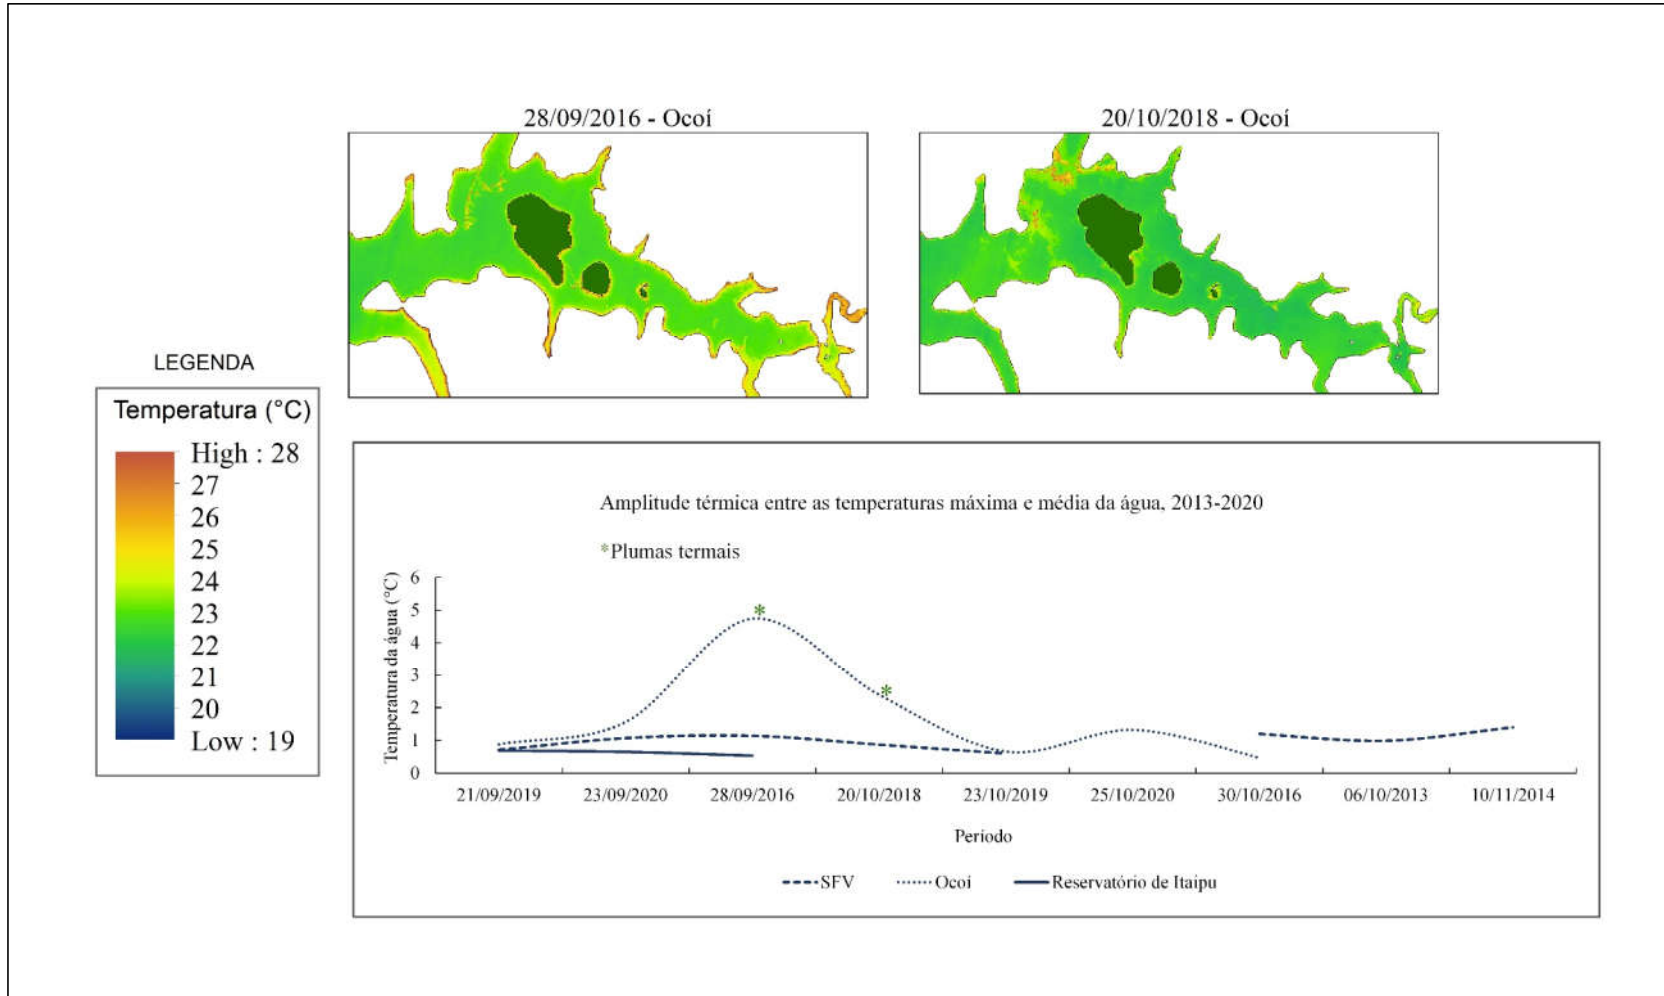 28/09/2016 - Ocoí
20/10/2018 - Ocoí
LEGENDA
Temperatura (°C)
High : 28
27
26
25
24
23
22
21
20
Low : 19
Amplitude térmica entre as temperaturas máxima e média da água, 2013-2020
*Plumas termais
Temperatura da água (°C)
6
5
4
3
2
1
0
* 
*
21/09/2019 23/09/2020 28/09/2016 20/10/2018 23/10/2019 25/10/2020 30/10/2016 06/10/2013 10/11/2014
Período
SFV Ocoí Reservatório de Itaipu